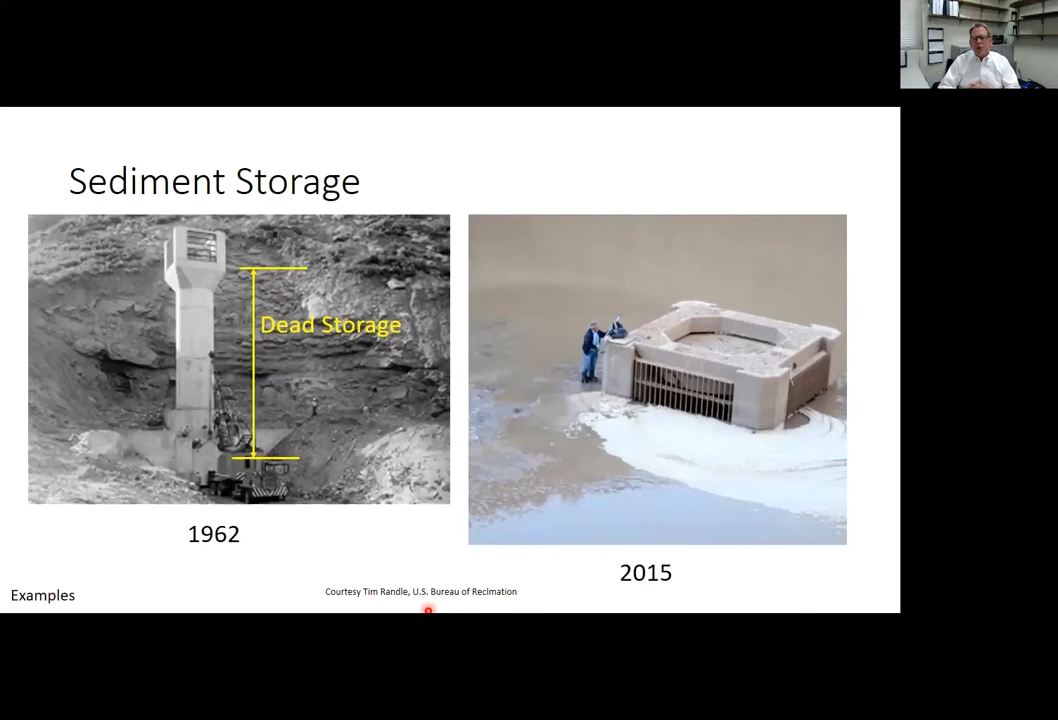 Sediment Storage
Dead Storage
1962
2015
Examples
Courtesy Tim Randle, U.S. Bureau of Reclmation